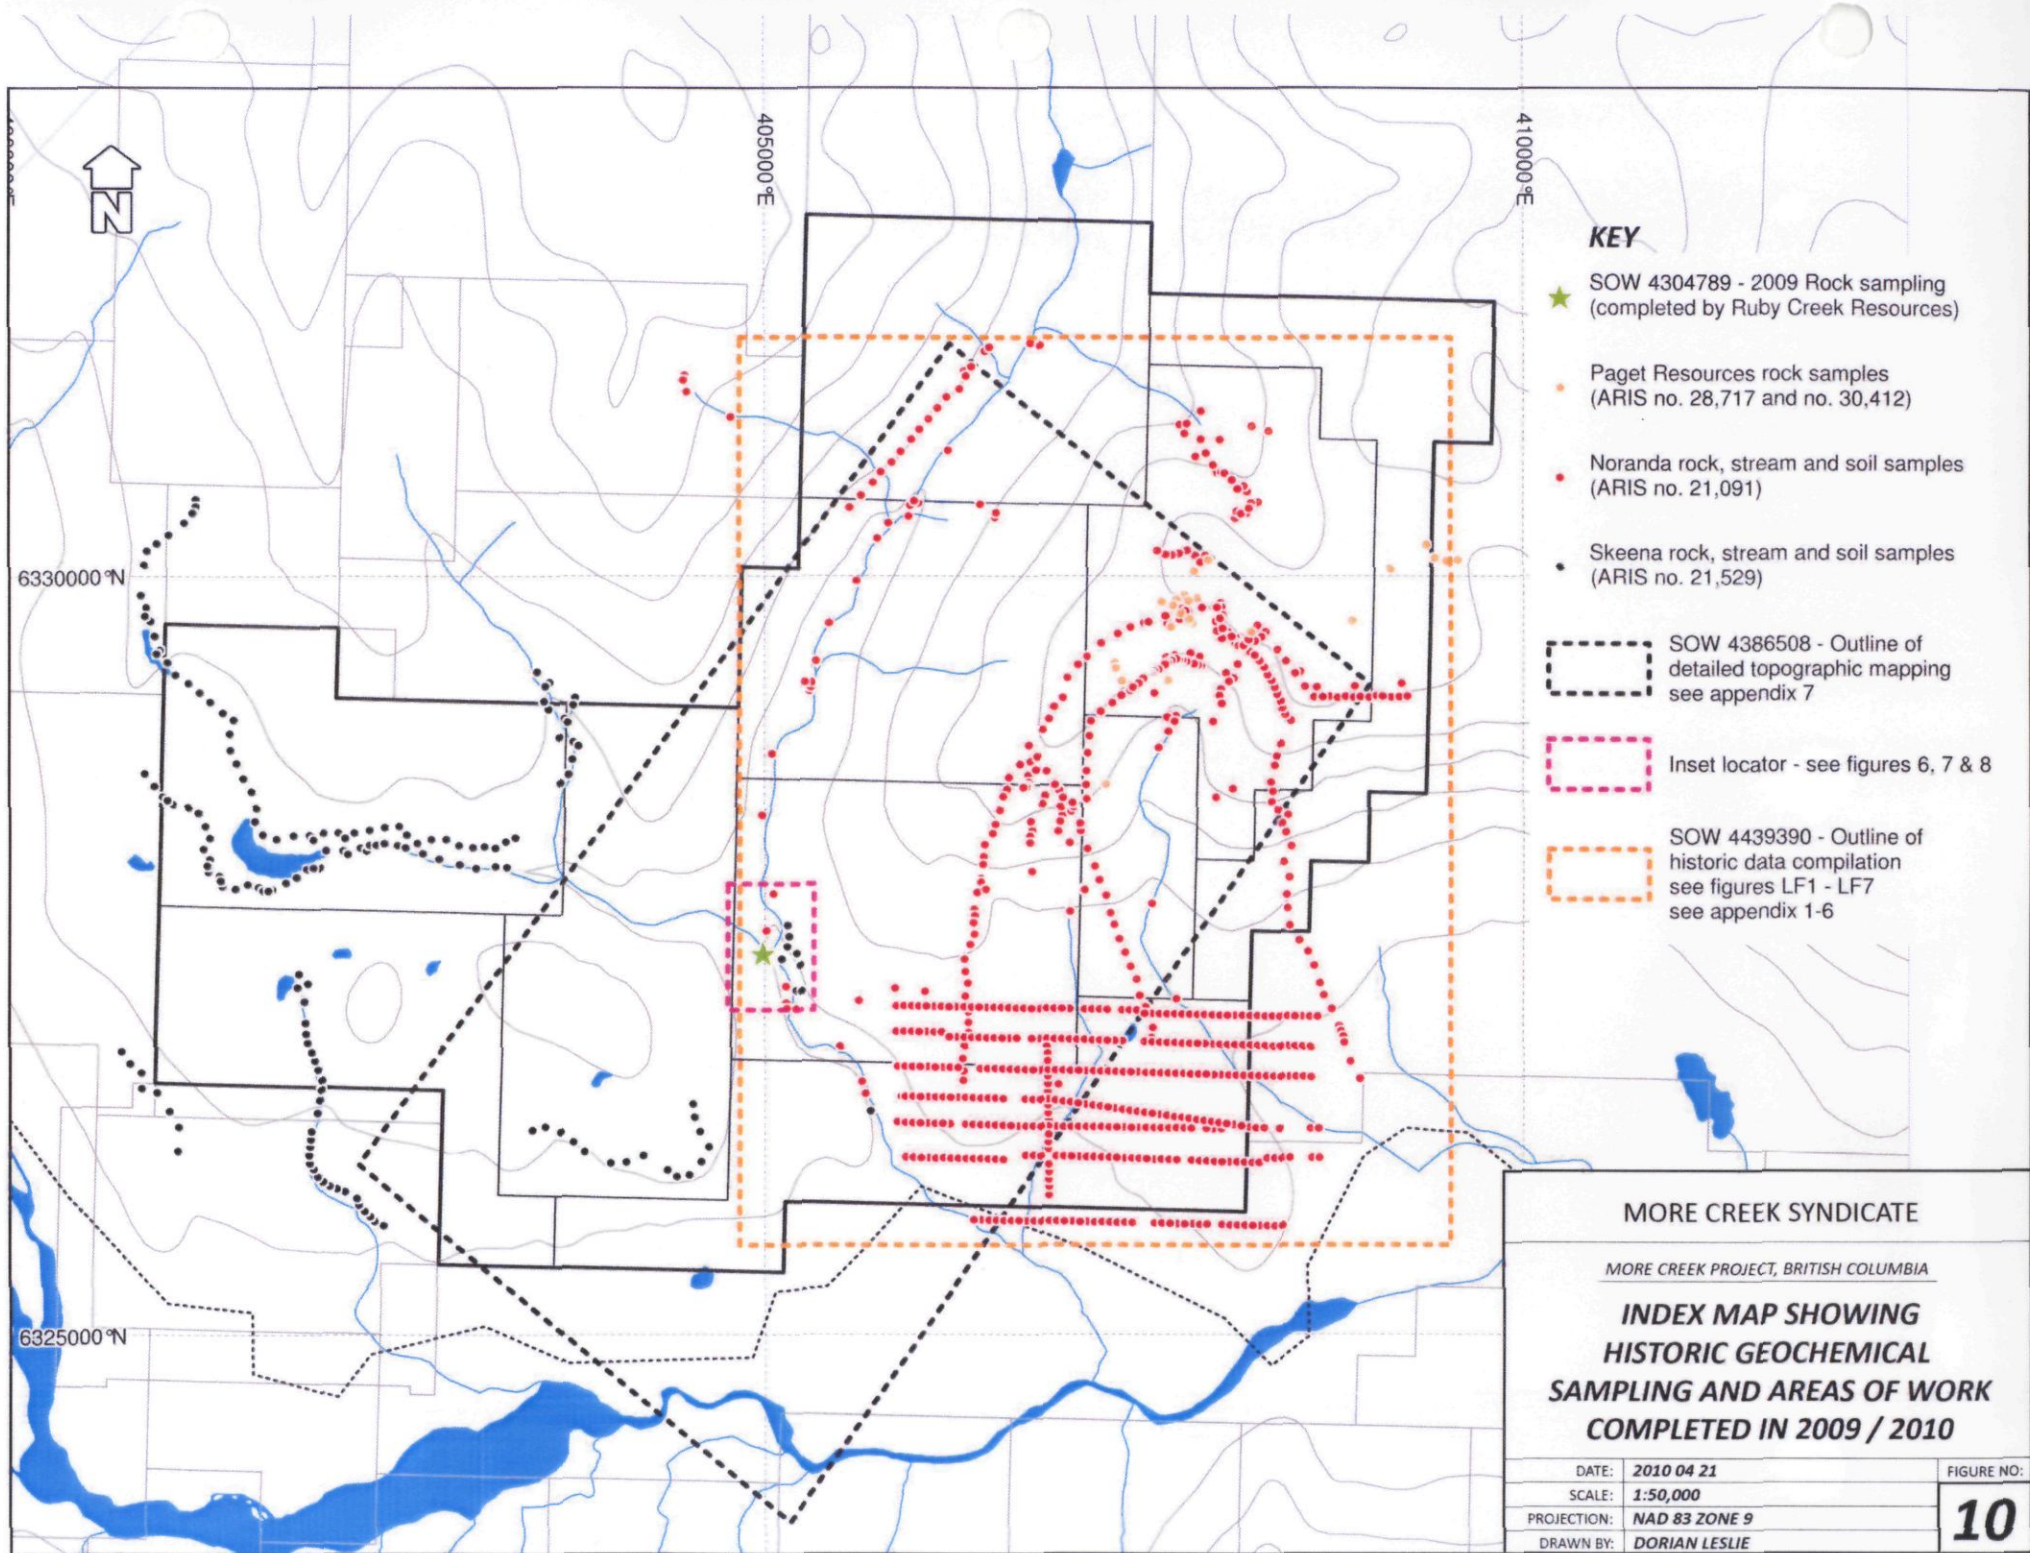 405000°E
410000°E
N
KEY
SOW 4304789 - 2009 Rock sampling
(completed by Ruby Creek Resources)
Paget Resources rock samples
(ARIS no. 28,717 and no. 30,412)
Noranda rock, stream and soil samples
(ARIS no. 21,091)
Skeena rock, stream and soil samples
(ARIS no. 21,529)
6330000°N
SOW 4386508 - Outline of
detailed topographic mapping
see appendix 7
Inset locator - see figures 6, 7 & 8
SOW 4439390 - Outline of
historic data compilation
see figures LF1 - LF7
see appendix 1-6
6325000°N
MORE CREEK SYNDICATE
MORE CREEK PROJECT, BRITISH COLUMBIA
INDEX MAP SHOWING
HISTORIC GEOCHEMICAL
SAMPLING AND AREAS OF WORK
COMPLETED IN 2009 / 2010
DATE: 2010 04 21
SCALE: 1:50,000
PROJECTION: NAD 83 ZONE 9
DRAWN BY: DORIAN LESLIE
FIGURE NO:
10